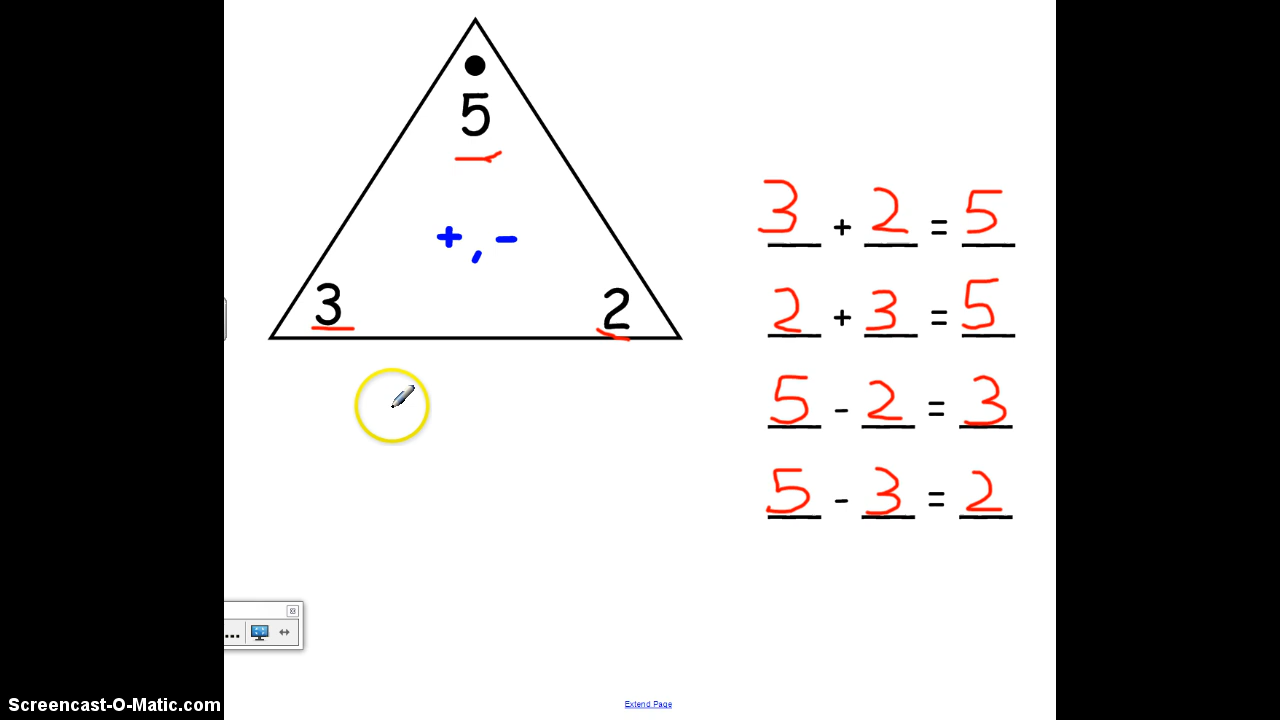 5
+, -
3 2
3 + 2 = 5
2 + 3 = 5
5 - 2 = 3
5 - 3 = 2
...
Extend Page
Screencast-O-Matic.com